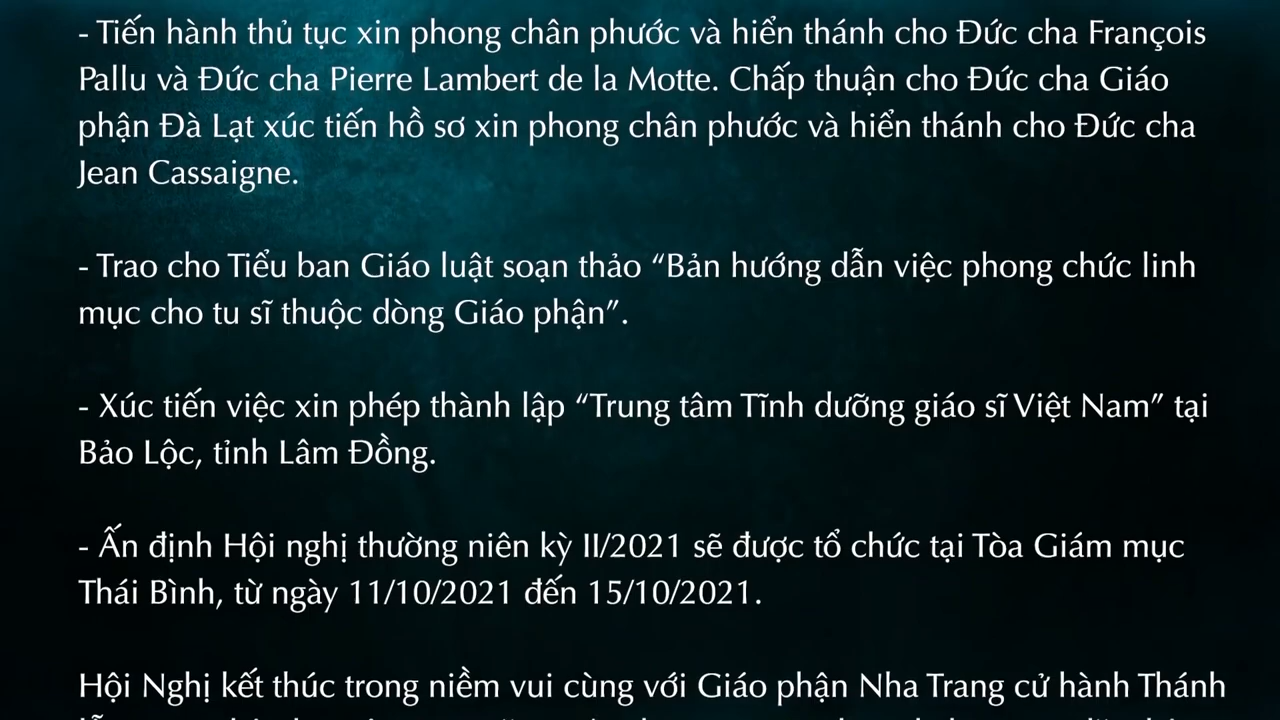 - Tiến hành thủ tục xin phong chân phước và hiển thánh cho Đức cha François
Pallu và Đức cha Pierre Lambert de la Motte. Chấp thuận cho Đức cha Giáo
phận Đà Lạt xúc tiến hồ sơ xin phong chân phước và hiển thánh cho Đức cha
Jean Cassaigne.
- Trao cho Tiểu ban Giáo luật soạn thảo “Bản hướng dẫn việc phong chức linh
mục cho tu sĩ thuộc dòng Giáo phận”.
- Xúc tiến việc xin phép thành lập “Trung tâm Tĩnh dưỡng giáo sĩ Việt Nam” tại
Bảo Lộc, tỉnh Lâm Đồng.
- Ấn định Hội nghị thường niên kỳ II/2021 sẽ được tổ chức tại Tòa Giám mục
Thái Bình, từ ngày 11/10/2021 đến 15/10/2021.
Hội Nghị kết thúc trong niềm vui cùng với Giáo phận Nha Trang cử hành Thánh